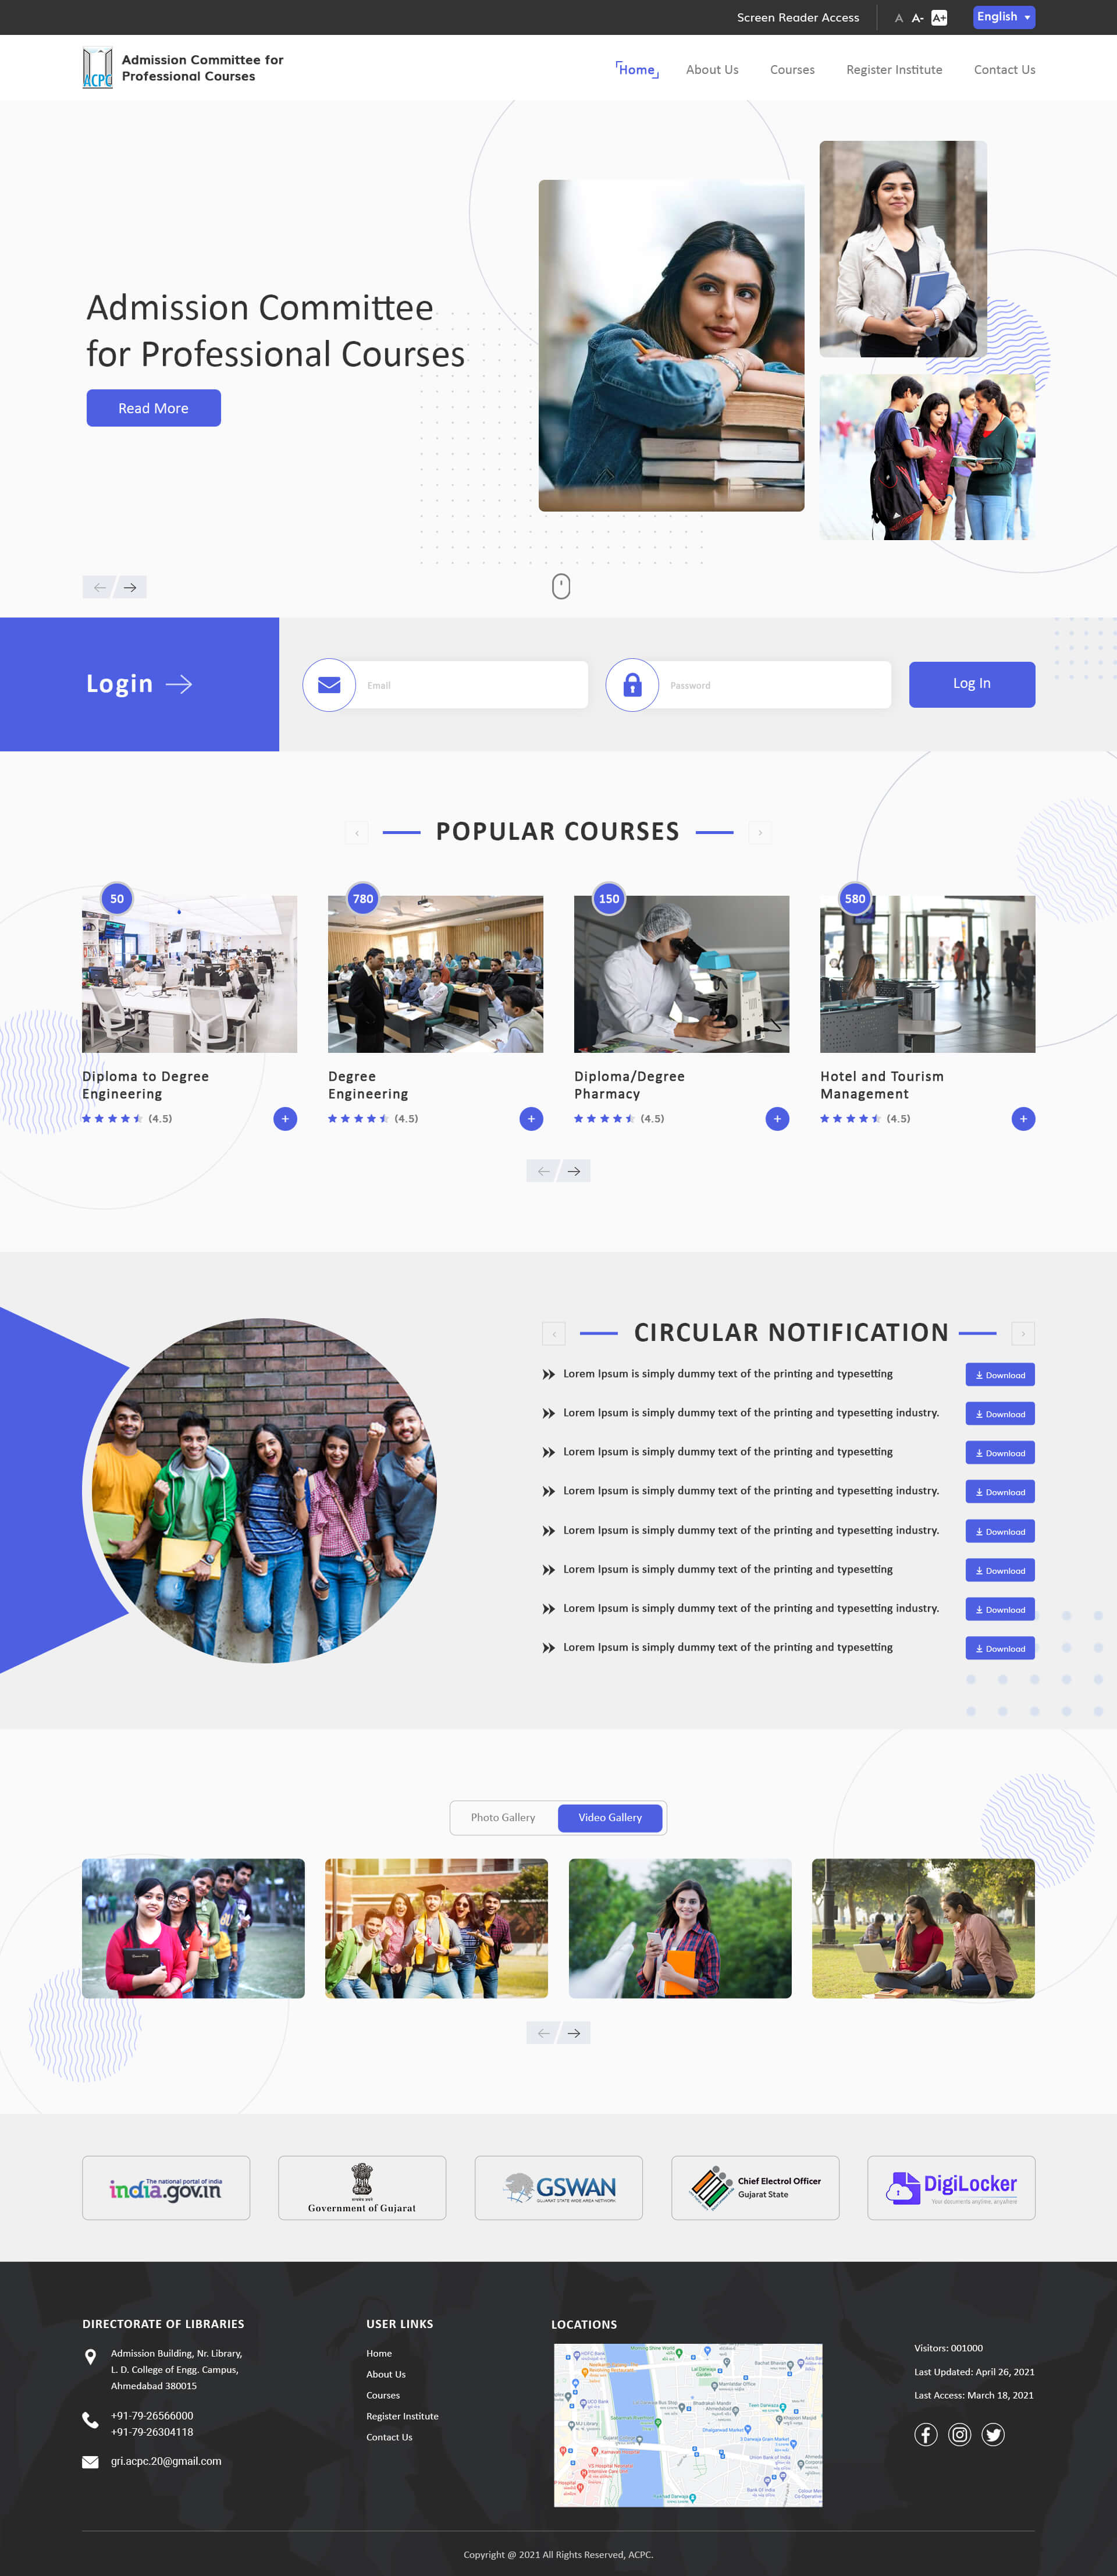 Screen Reader Access
A A- A+
English
ACPC
Admission Committee for
Professional Courses
Home About Us Courses Register Institute Contact Us
Admission Committee
for Professional Courses
Read More
Login
Email
Password
Log In
POPULAR COURSES
50
780
150
580
Diploma to Degree
Engineering
(4.5)
Degree
Engineering
(4.5)
Diploma/Degree
Pharmacy
(4.5)
Hotel and Tourism
Management
(4.5)
CIRCULAR NOTIFICATION
Lorem Ipsum is simply dummy text of the printing and typesetting
Download
Lorem Ipsum is simply dummy text of the printing and typesetting industry.
Download
Lorem Ipsum is simply dummy text of the printing and typesetting
Download
Lorem Ipsum is simply dummy text of the printing and typesetting industry.
Download
Lorem Ipsum is simply dummy text of the printing and typesetting industry.
Download
Lorem Ipsum is simply dummy text of the printing and typesetting
Download
Lorem Ipsum is simply dummy text of the printing and typesetting industry.
Download
Lorem Ipsum is simply dummy text of the printing and typesetting
Download
Photo Gallery
Video Gallery
The national portal of india
india.gov.in
Government of Gujarat
GSWAN
GUJARAT STATE WIDE AREA NETWORK
Chief Electrol Officer
Gujarat State
DigiLocker
Your documents anytime, anywhere
DIRECTORATE OF LIBRARIES
Admission Building, Nr. Library,
L. D. College of Engg. Campus,
Ahmedabad 380015
+91-79-26566000
+91-79-26304118
gri.acpc.20@gmail.com
USER LINKS
Home
About Us
Courses
Register Institute
Contact Us
LOCATIONS
Visitors: 001000
Last Updated: April 26, 2021
Last Access: March 18, 2021
Copyright @ 2021 All Rights Reserved, ACPC.